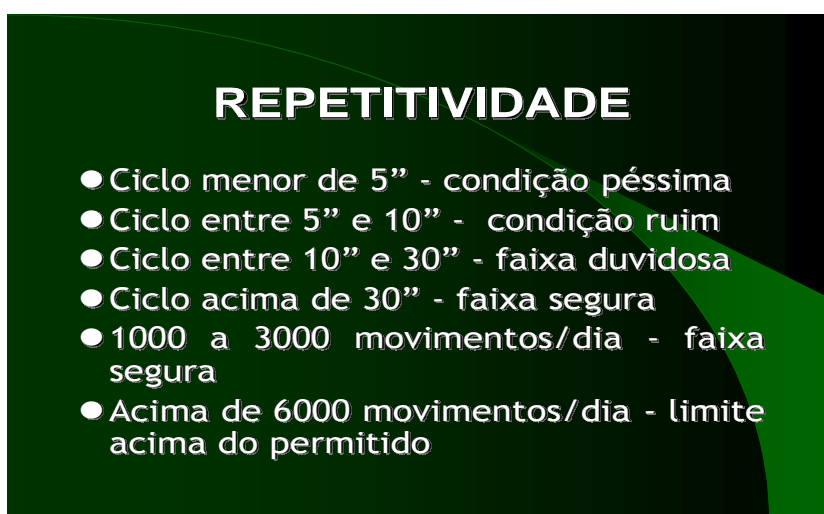 REPETITIVIDADE
Ciclo menor de 5” - condição péssima
Ciclo entre 5” e 10” - condição ruim
Ciclo entre 10” e 30” - faixa duvidosa
Ciclo acima de 30” - faixa segura
1000 a 3000 movimentos/dia - faixa
segura
Acima de 6000 movimentos/dia - limite
acima do permitido